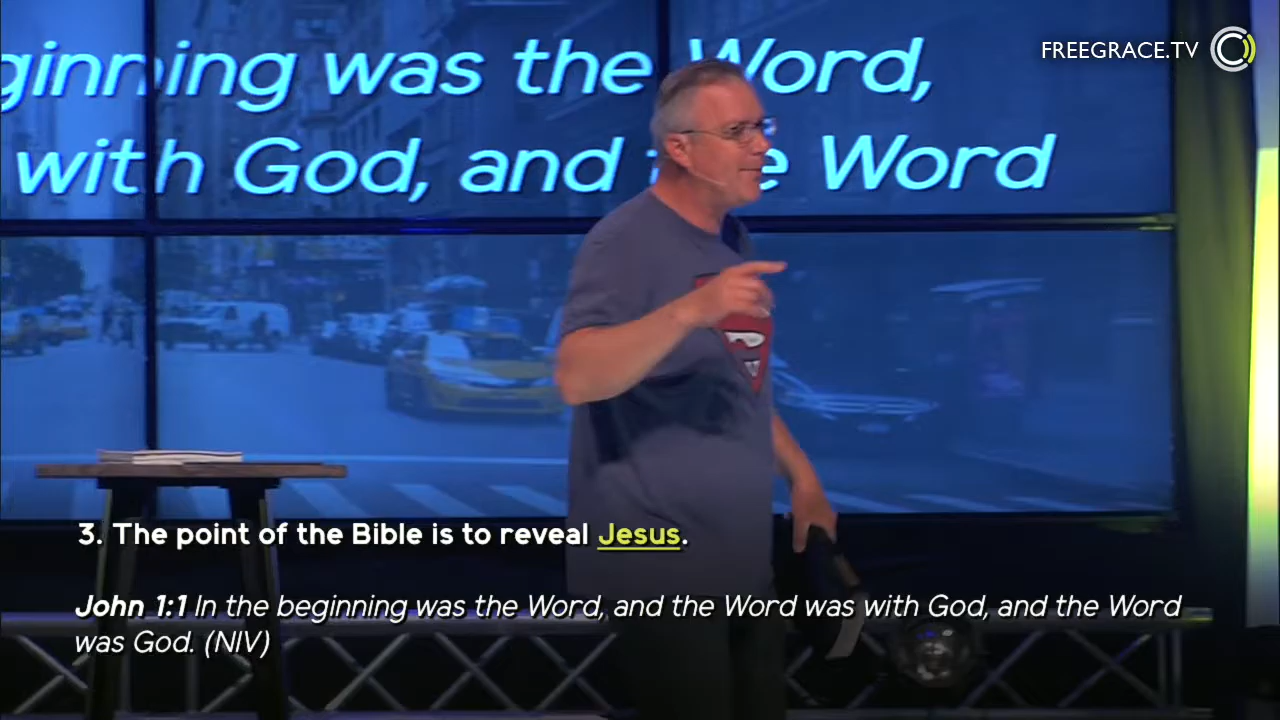 FREEGRACE.TV
ginning was the Word,
with God, and the Word
3. The point of the Bible is to reveal Jesus.
John 1:1 In the beginning was the Word, and the Word was with God, and the Word
was God. (NIV)